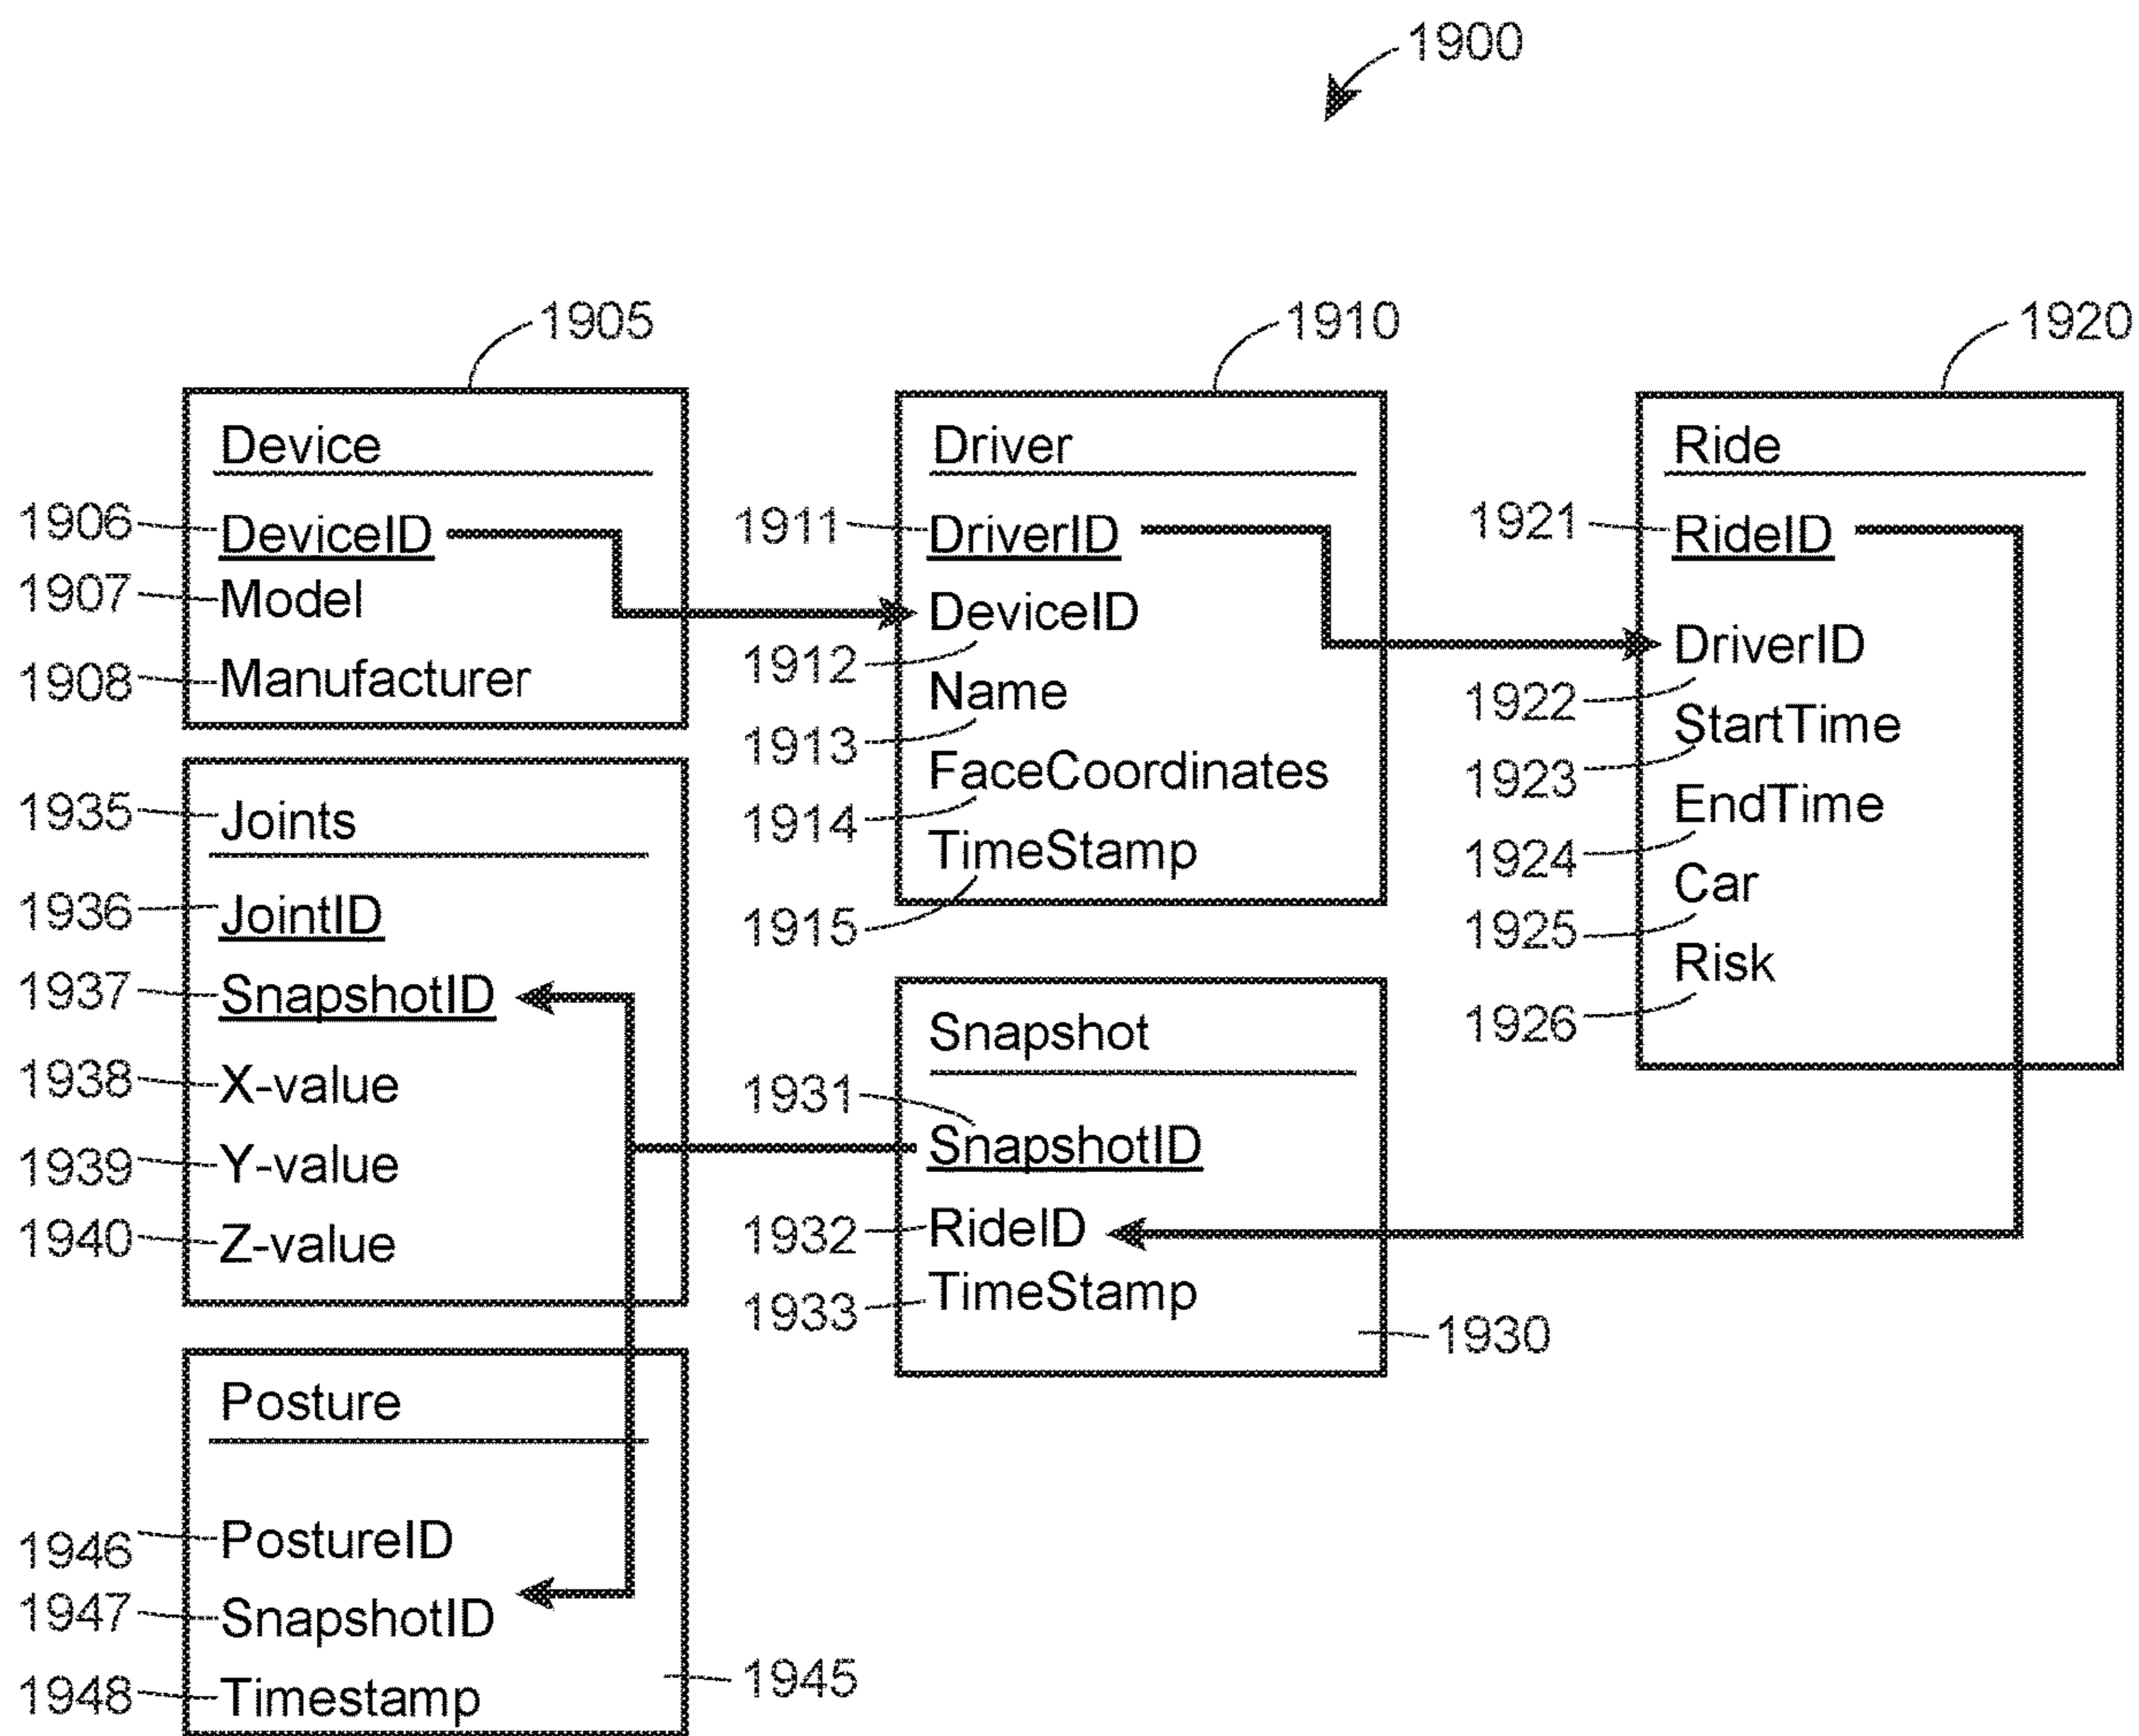 1900
1905
Device
1906 DeviceID
1907 Model
1908 Manufacturer
1910
Driver
1911 DriverID
DeviceID
1912
Name
1913
FaceCoordinates
1914
TimeStamp
1915
1920
Ride
1921 RideID
DriverID
1922
StartTime
1923
EndTime
1924
Car
1925
Risk
1926
1935 Joints
1936 JointID
1937 SnapshotID
1938 X-value
1939 Y-value
1940 Z-value
Snapshot
1931
SnapshotID
1932 RideID
1933 TimeStamp
1930
Posture
1946 PostureID
1947 SnapshotID
1948 Timestamp
1945